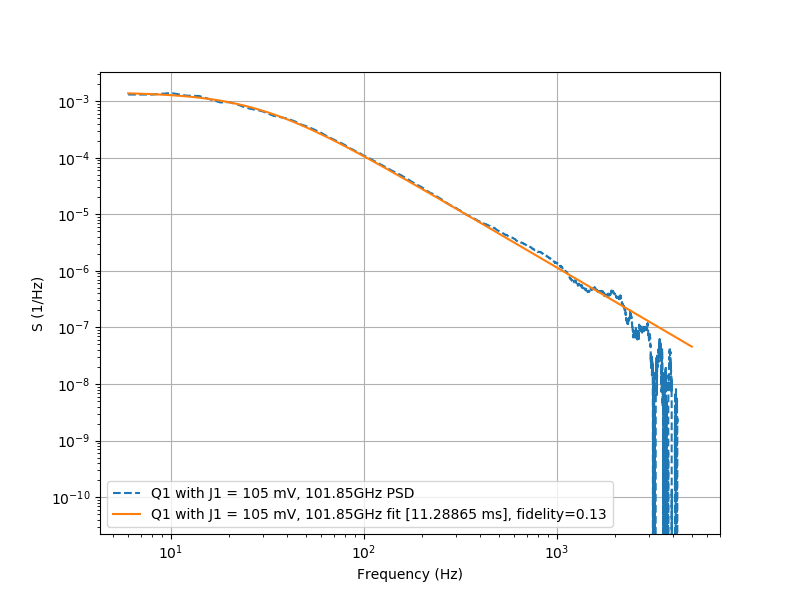 S (1/Hz)
10⁻³
10⁻⁴
10⁻⁵
10⁻⁶
10⁻⁷
10⁻⁸
10⁻⁹
10⁻¹⁰
Q1 with J1 = 105 mV, 101.85GHz PSD
Q1 with J1 = 105 mV, 101.85GHz fit [11.28865 ms], fidelity=0.13
10¹ 10² 10³
Frequency (Hz)